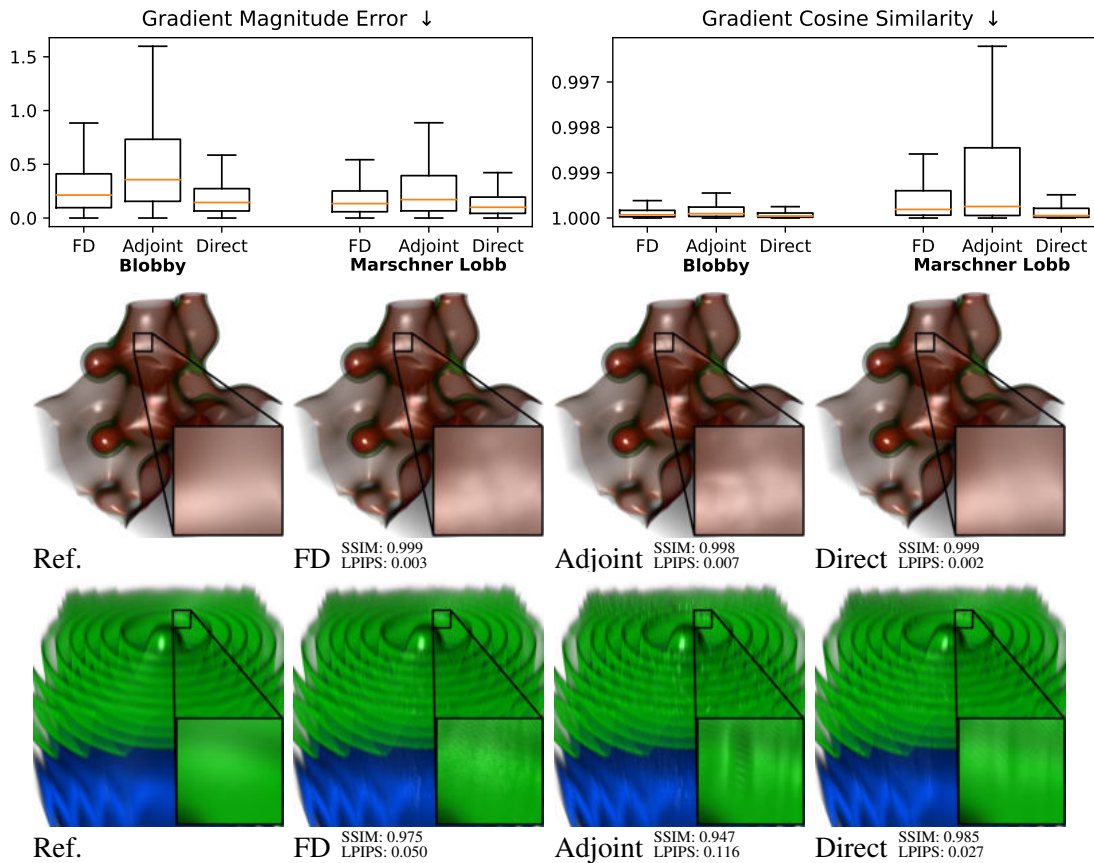 Gradient Magnitude Error ↓
Gradient Cosine Similarity ↓
1.5
1.0
0.5
0.0
0.997
0.998
0.999
1.000
FD Adjoint Direct FD Adjoint Direct
Blobby Marschner Lobb
FD Adjoint Direct FD Adjoint Direct
Blobby Marschner Lobb
Ref.
FD SSIM: 0.999
LPIPS: 0.003
Adjoint SSIM: 0.998
LPIPS: 0.007
Direct SSIM: 0.999
LPIPS: 0.002
Ref.
FD SSIM: 0.975
LPIPS: 0.050
Adjoint SSIM: 0.947
LPIPS: 0.116
Direct SSIM: 0.985
LPIPS: 0.027